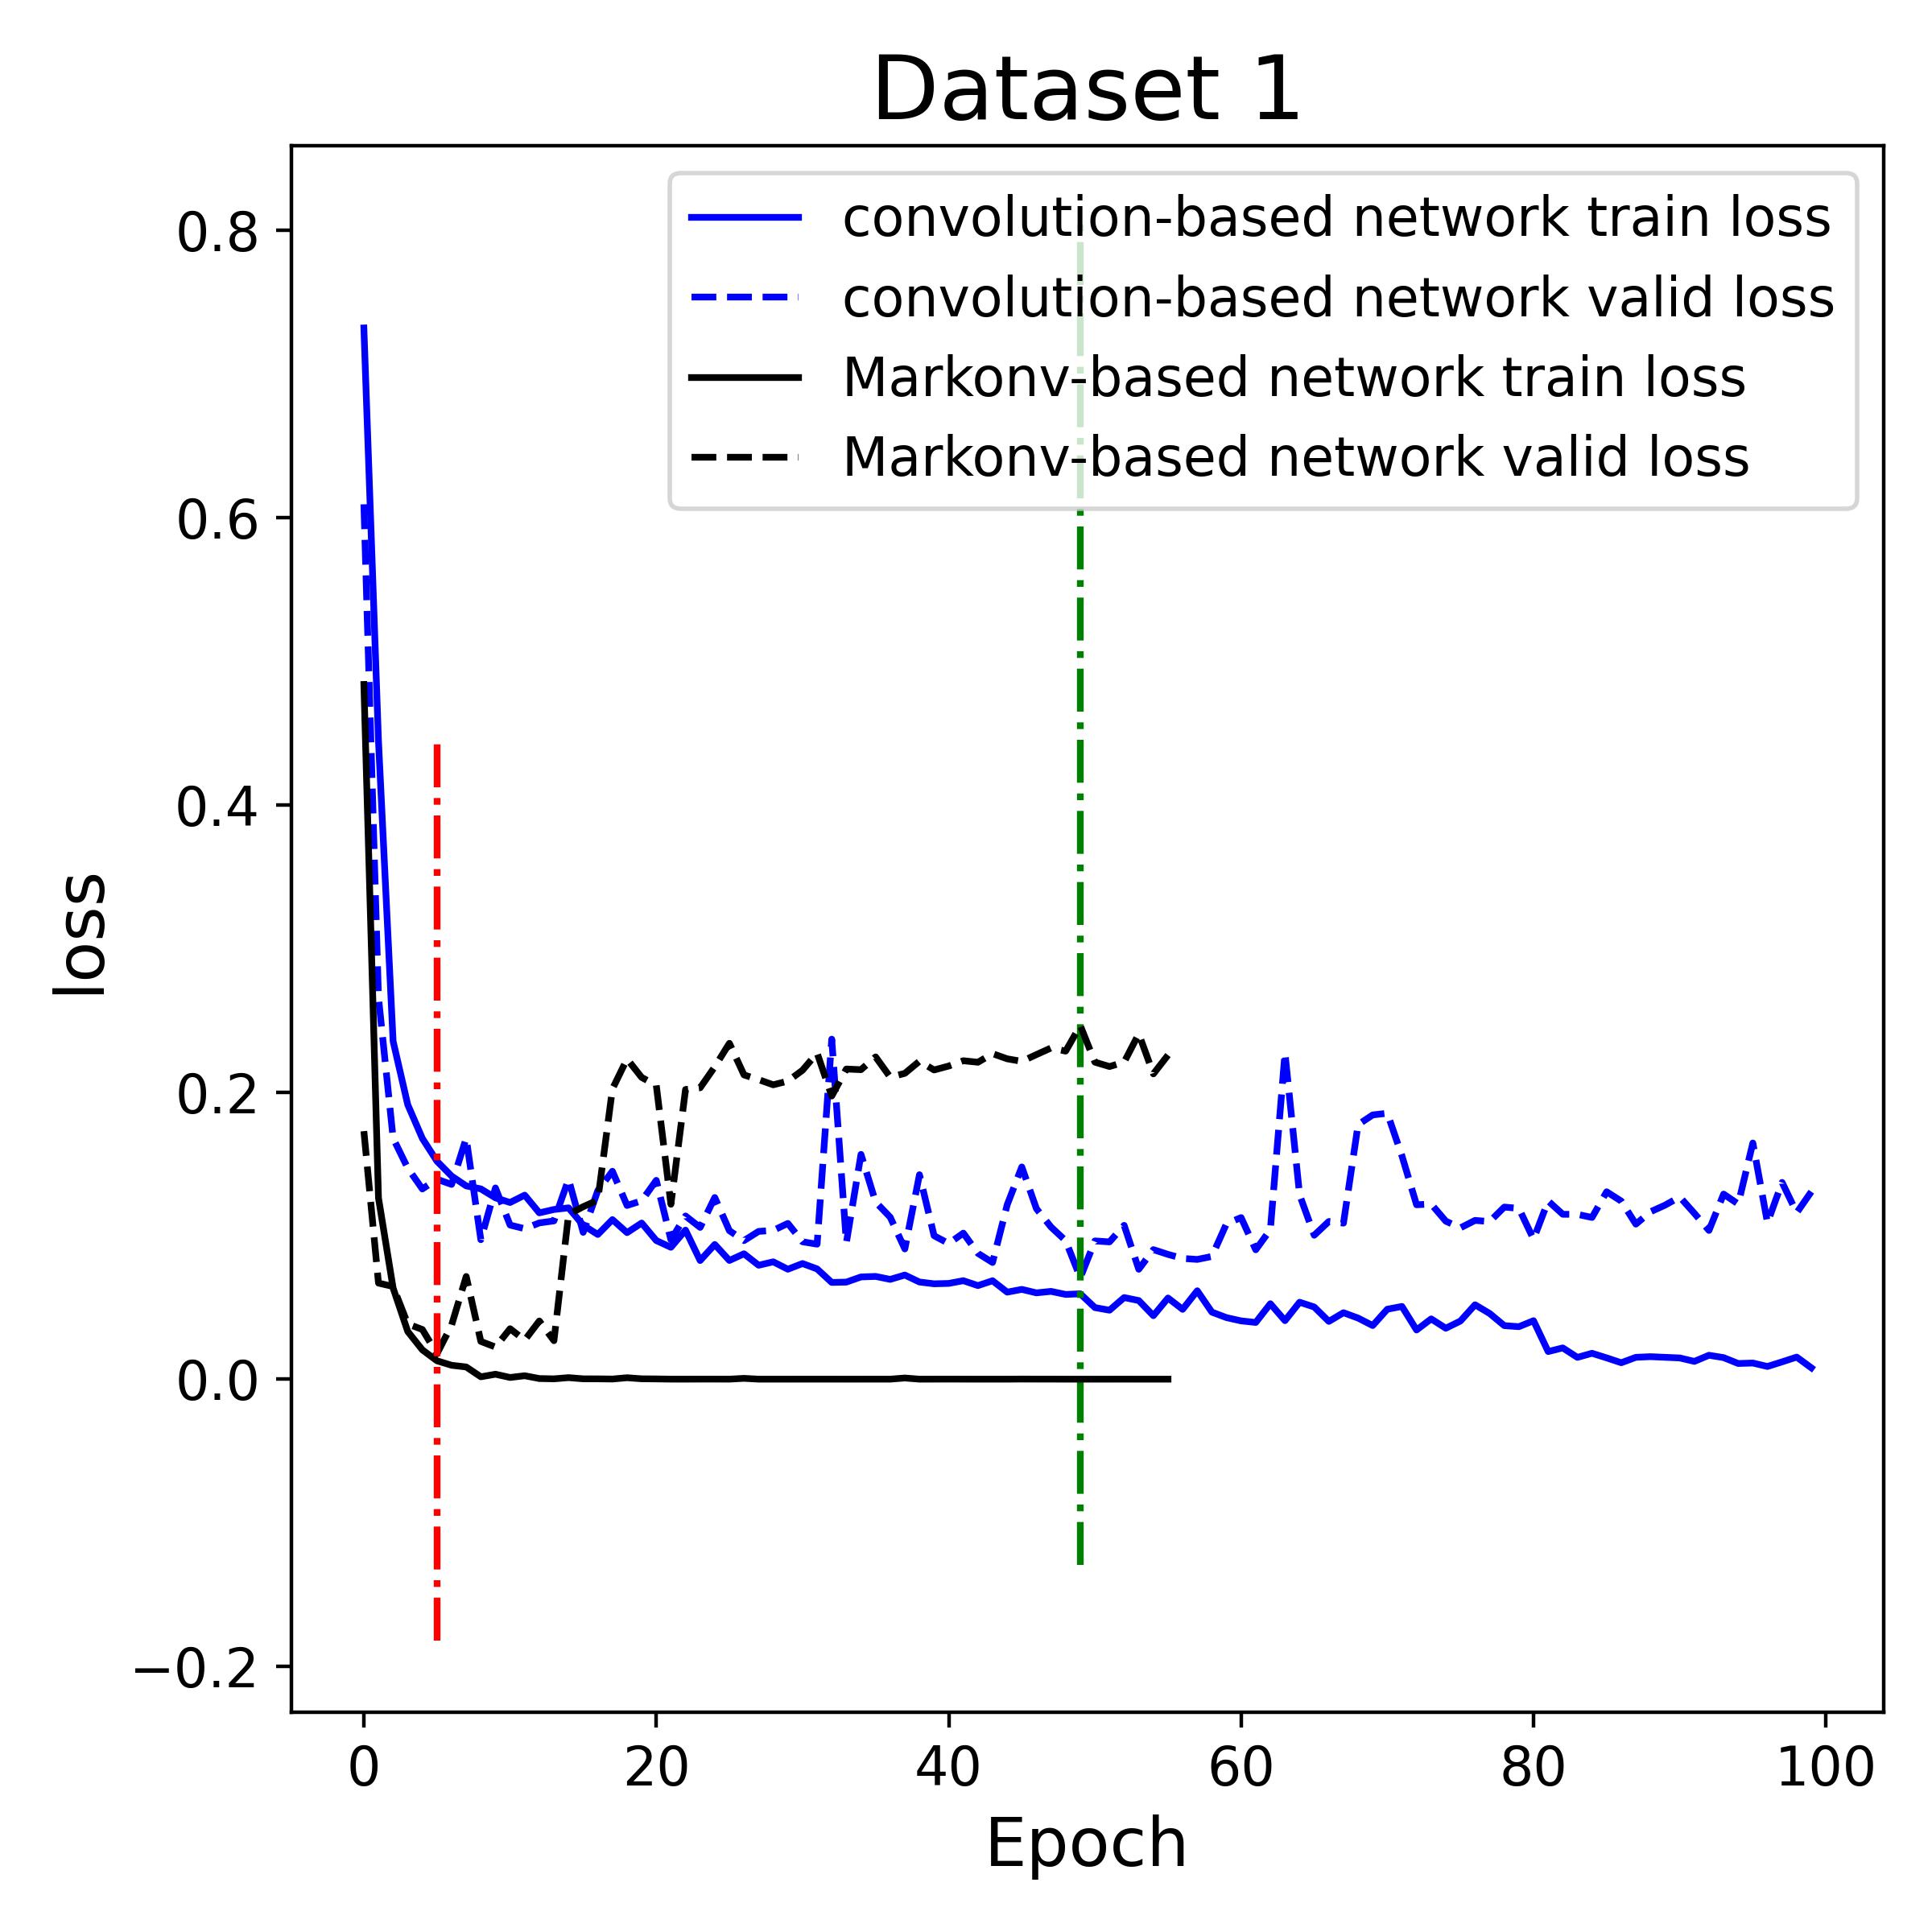 Dataset 1
convolution-based network train loss
convolution-based network valid loss
Markonv-based network train loss
Markonv-based network valid loss
0.8
0.6
0.4
0.2
0.0
−0.2
loss
0 20 40 60 80 100
Epoch